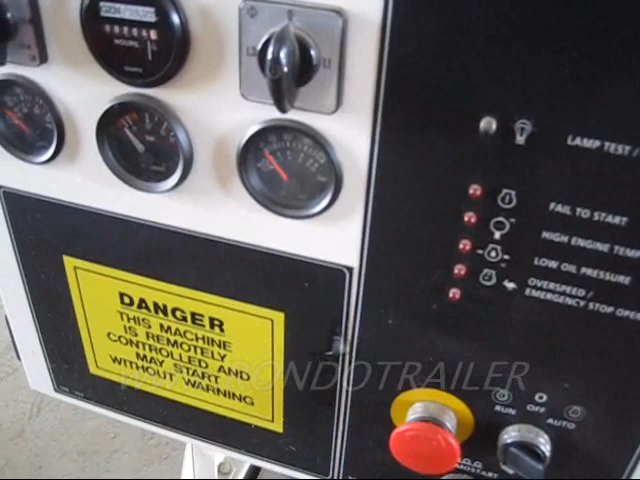 HOURS
LAMP TEST /
FAIL TO START
HIGH ENGINE TEMP
LOW OIL PRESSURE
OVERSPEED /
EMERGENCY STOP OPER
DANGER
THIS MACHINE
IS REMOTELY
CONTROLLED AND
MAY START
WITHOUT WARNING
RUN
OFF
AUTO